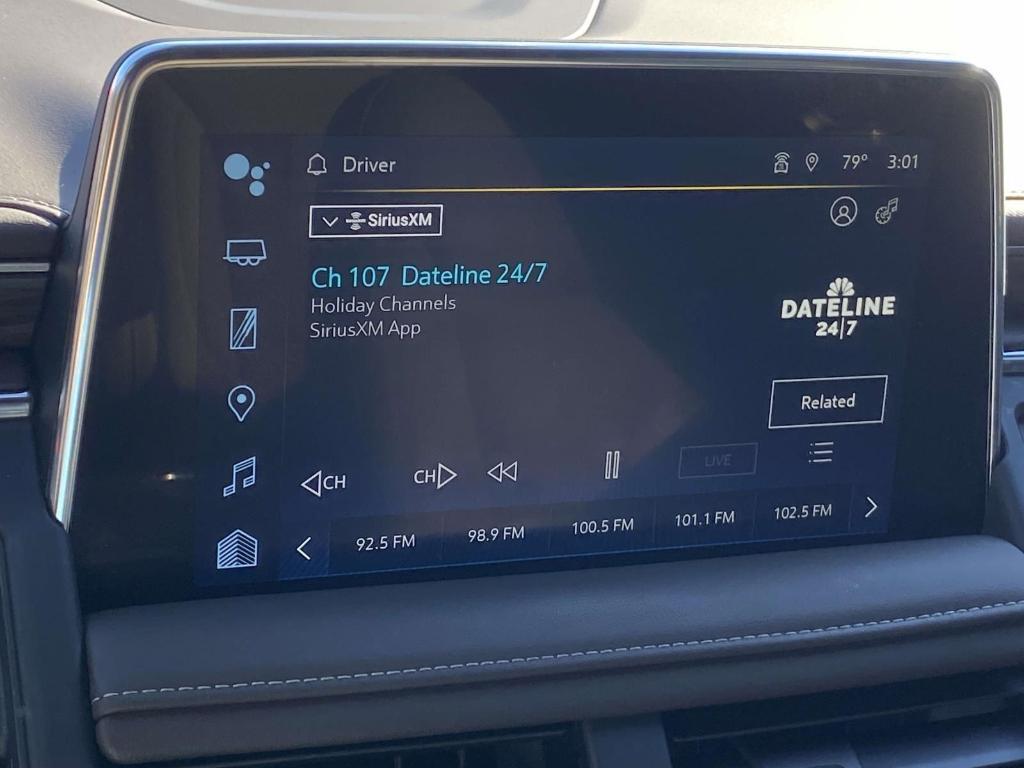 Driver
79° 3:01
SiriusXM
Ch 107 Dateline 24/7
Holiday Channels
SiriusXM App
DATELINE
24/7
Related
CH
CH
LIVE
92.5 FM
98.9 FM
100.5 FM
101.1 FM
102.5 FM